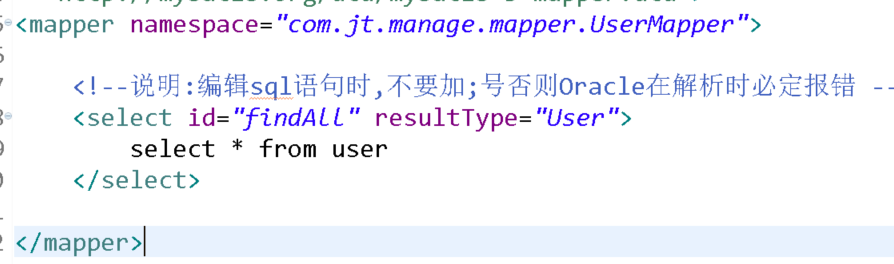 <mapper namespace="com.jt.manage.mapper.UserMapper">
<!--说明:编辑sql语句时,不要加;号否则Oracle在解析时必定报错 --
<select id="findAll" resultType="User">
select * from user
</select>
</mapper>